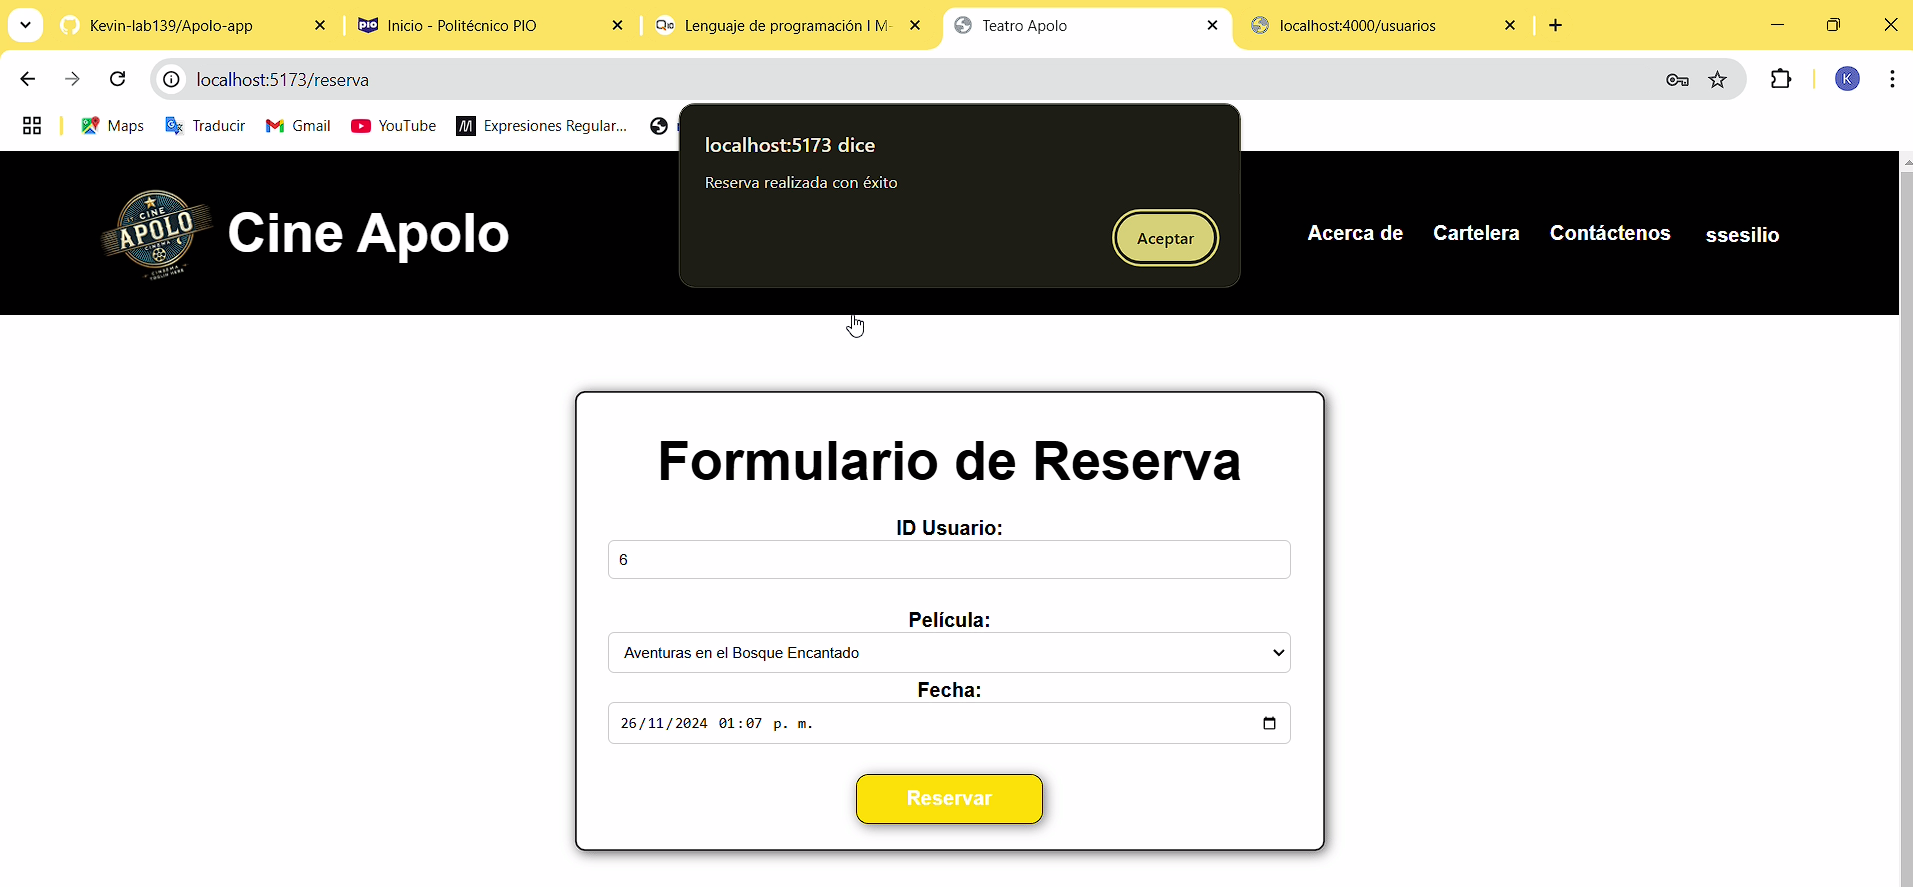 Kevin-lab139/Apolo-app
PIO
Inicio - Politécnico PIO
Lenguaje de programación I M-
Teatro Apolo
localhost:4000/usuarios
localhost:5173/reserva
K
Maps
Traducir
Gmail
YouTube
Expresiones Regular...
localhost:5173 dice
Reserva realizada con éxito
Aceptar
CINE
APOLO
CINEMA
Cine Apolo
Acerca de
Cartelera
Contáctenos
ssesilio
Formulario de Reserva
ID Usuario:
6
Película:
Aventuras en el Bosque Encantado
Fecha:
26/11/2024 01:07 p. m.
Reservar